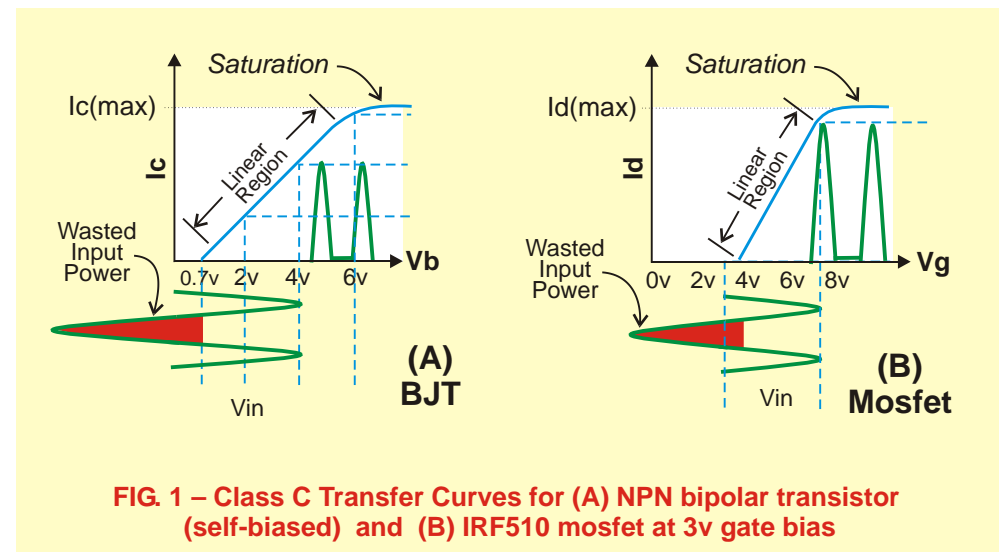 Saturation
Ic(max)
Linear
Region
Ic
Wasted
Input
Power
0.7v 2v 4v 6v
Vb
Vin
(A)
BJT
Saturation
Id(max)
Linear
Region
Id
Wasted
Input
Power
0v 2v 4v 6v 8v
Vg
Vin
(B)
Mosfet
FIG. 1 – Class C Transfer Curves for (A) NPN bipolar transistor
(self-biased) and (B) IRF510 mosfet at 3v gate bias